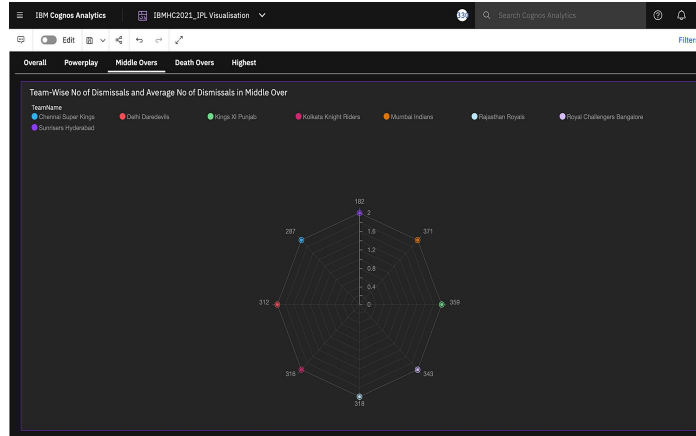 IBM Cognos Analytics
IBMHC2021_IPL Visualisation
Search Cognos Analytics
Edit
Filters
Overall Powerplay Middle Overs Death Overs Highest
Team-Wise No of Dismissals and Average No of Dismissals in Middle Over
TeamName
Chennai Super Kings Delhi Daredevils Kings XI Punjab Kolkata Knight Riders Mumbai Indians Rajasthan Royals Royal Challengers Bangalore
Sunrisers Hyderabad
182
2
287 1.6 371
1.2
0.8
0.4
312 0 359
316 343
318